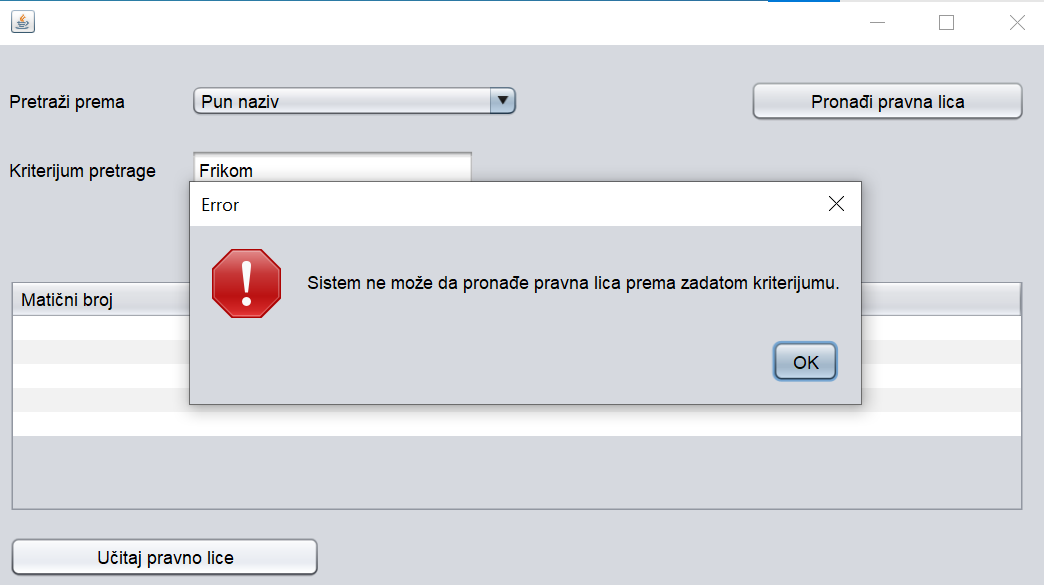 Pretraži prema
Pun naziv
Pronađi pravna lica
Kriterijum pretrage
Frikom
Error
Sistem ne može da pronađe pravna lica prema zadatom kriterijumu.
OK
Matični broj
Učitaj pravno lice